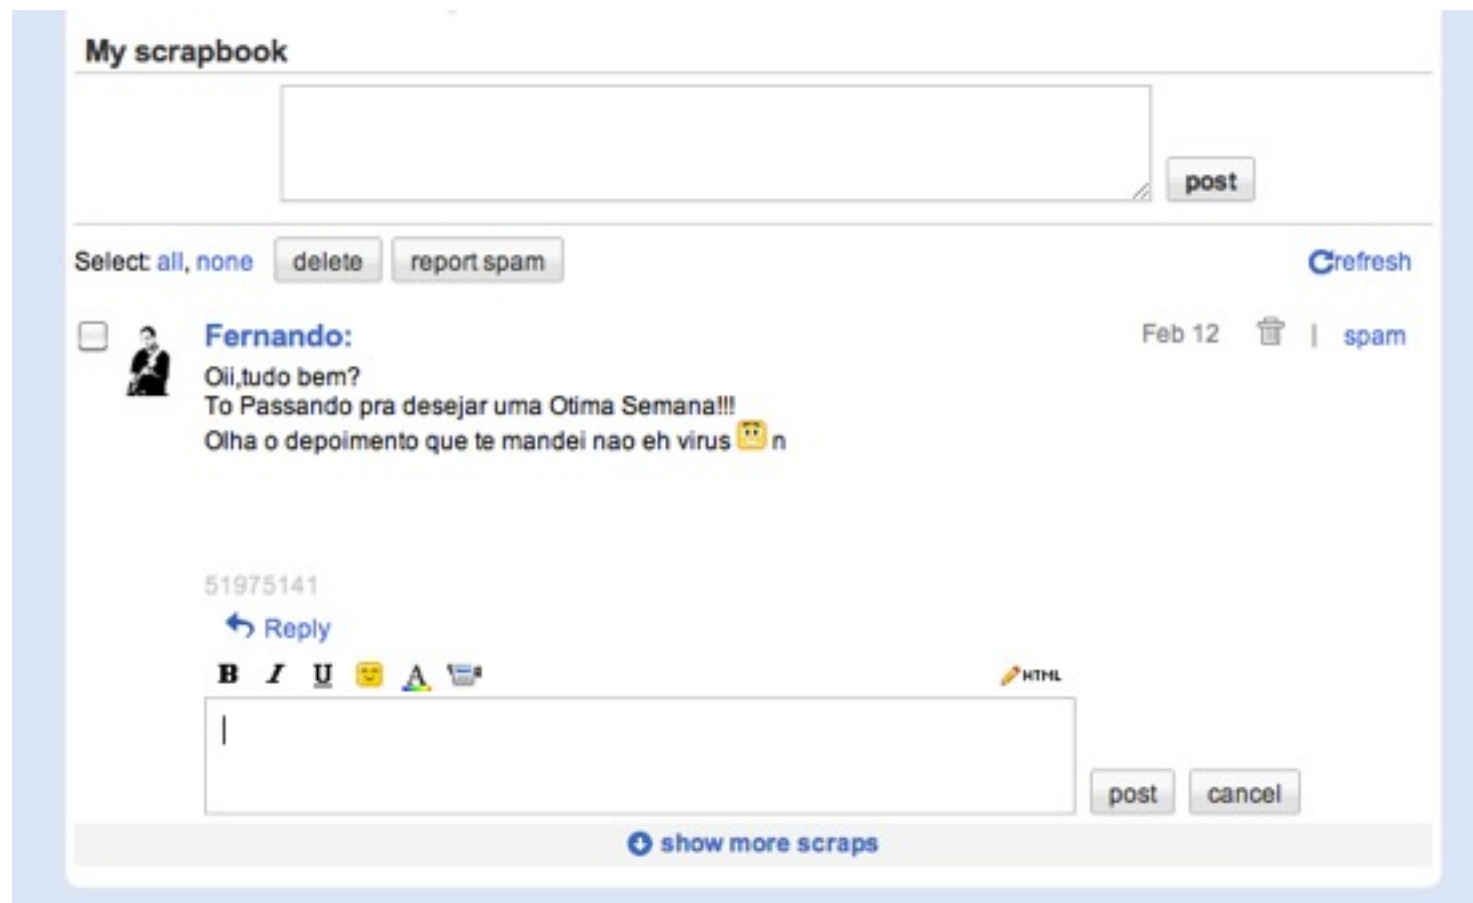 My scrapbook
post
Select: all, none delete report spam refresh
Fernando: Feb 12 | spam
Oii,tudo bem?
To Passando pra desejar uma Otima Semana!!!
Olha o depoimento que te mandei nao eh virus n
51975141
Reply
B I U A HTML
post cancel
show more scraps